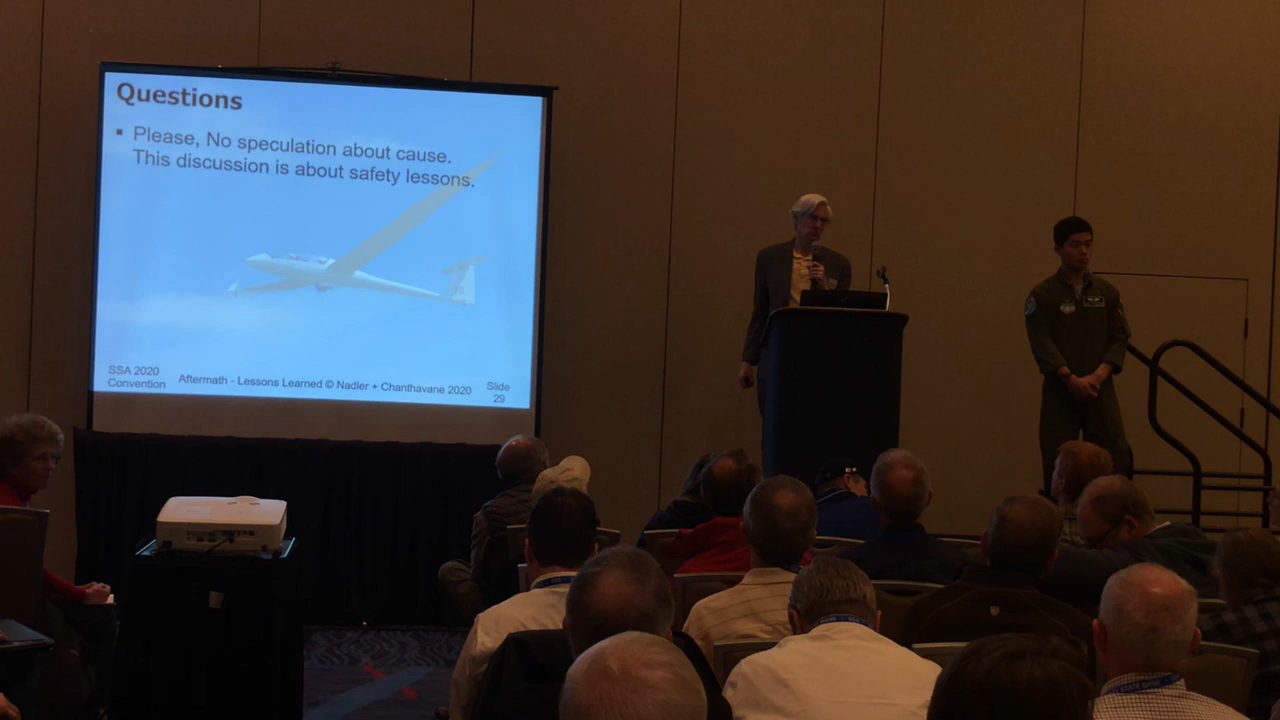 Questions
▪ Please, No speculation about cause.
This discussion is about safety lessons.
SSA 2020
Convention
Aftermath - Lessons Learned © Nadler + Chanthavane 2020
Slide
29